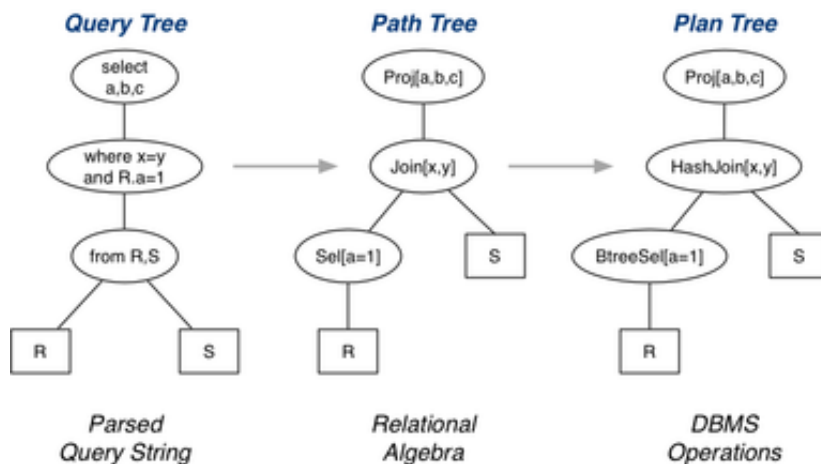 Query Tree
Path Tree
Plan Tree
select
a,b,c
Proj[a,b,c]
Proj[a,b,c]
where x=y
and R.a=1
Join[x,y]
HashJoin[x,y]
from R,S
Sel[a=1]
S
BtreeSel[a=1]
S
R
S
R
R
Parsed
Query String
Relational
Algebra
DBMS
Operations